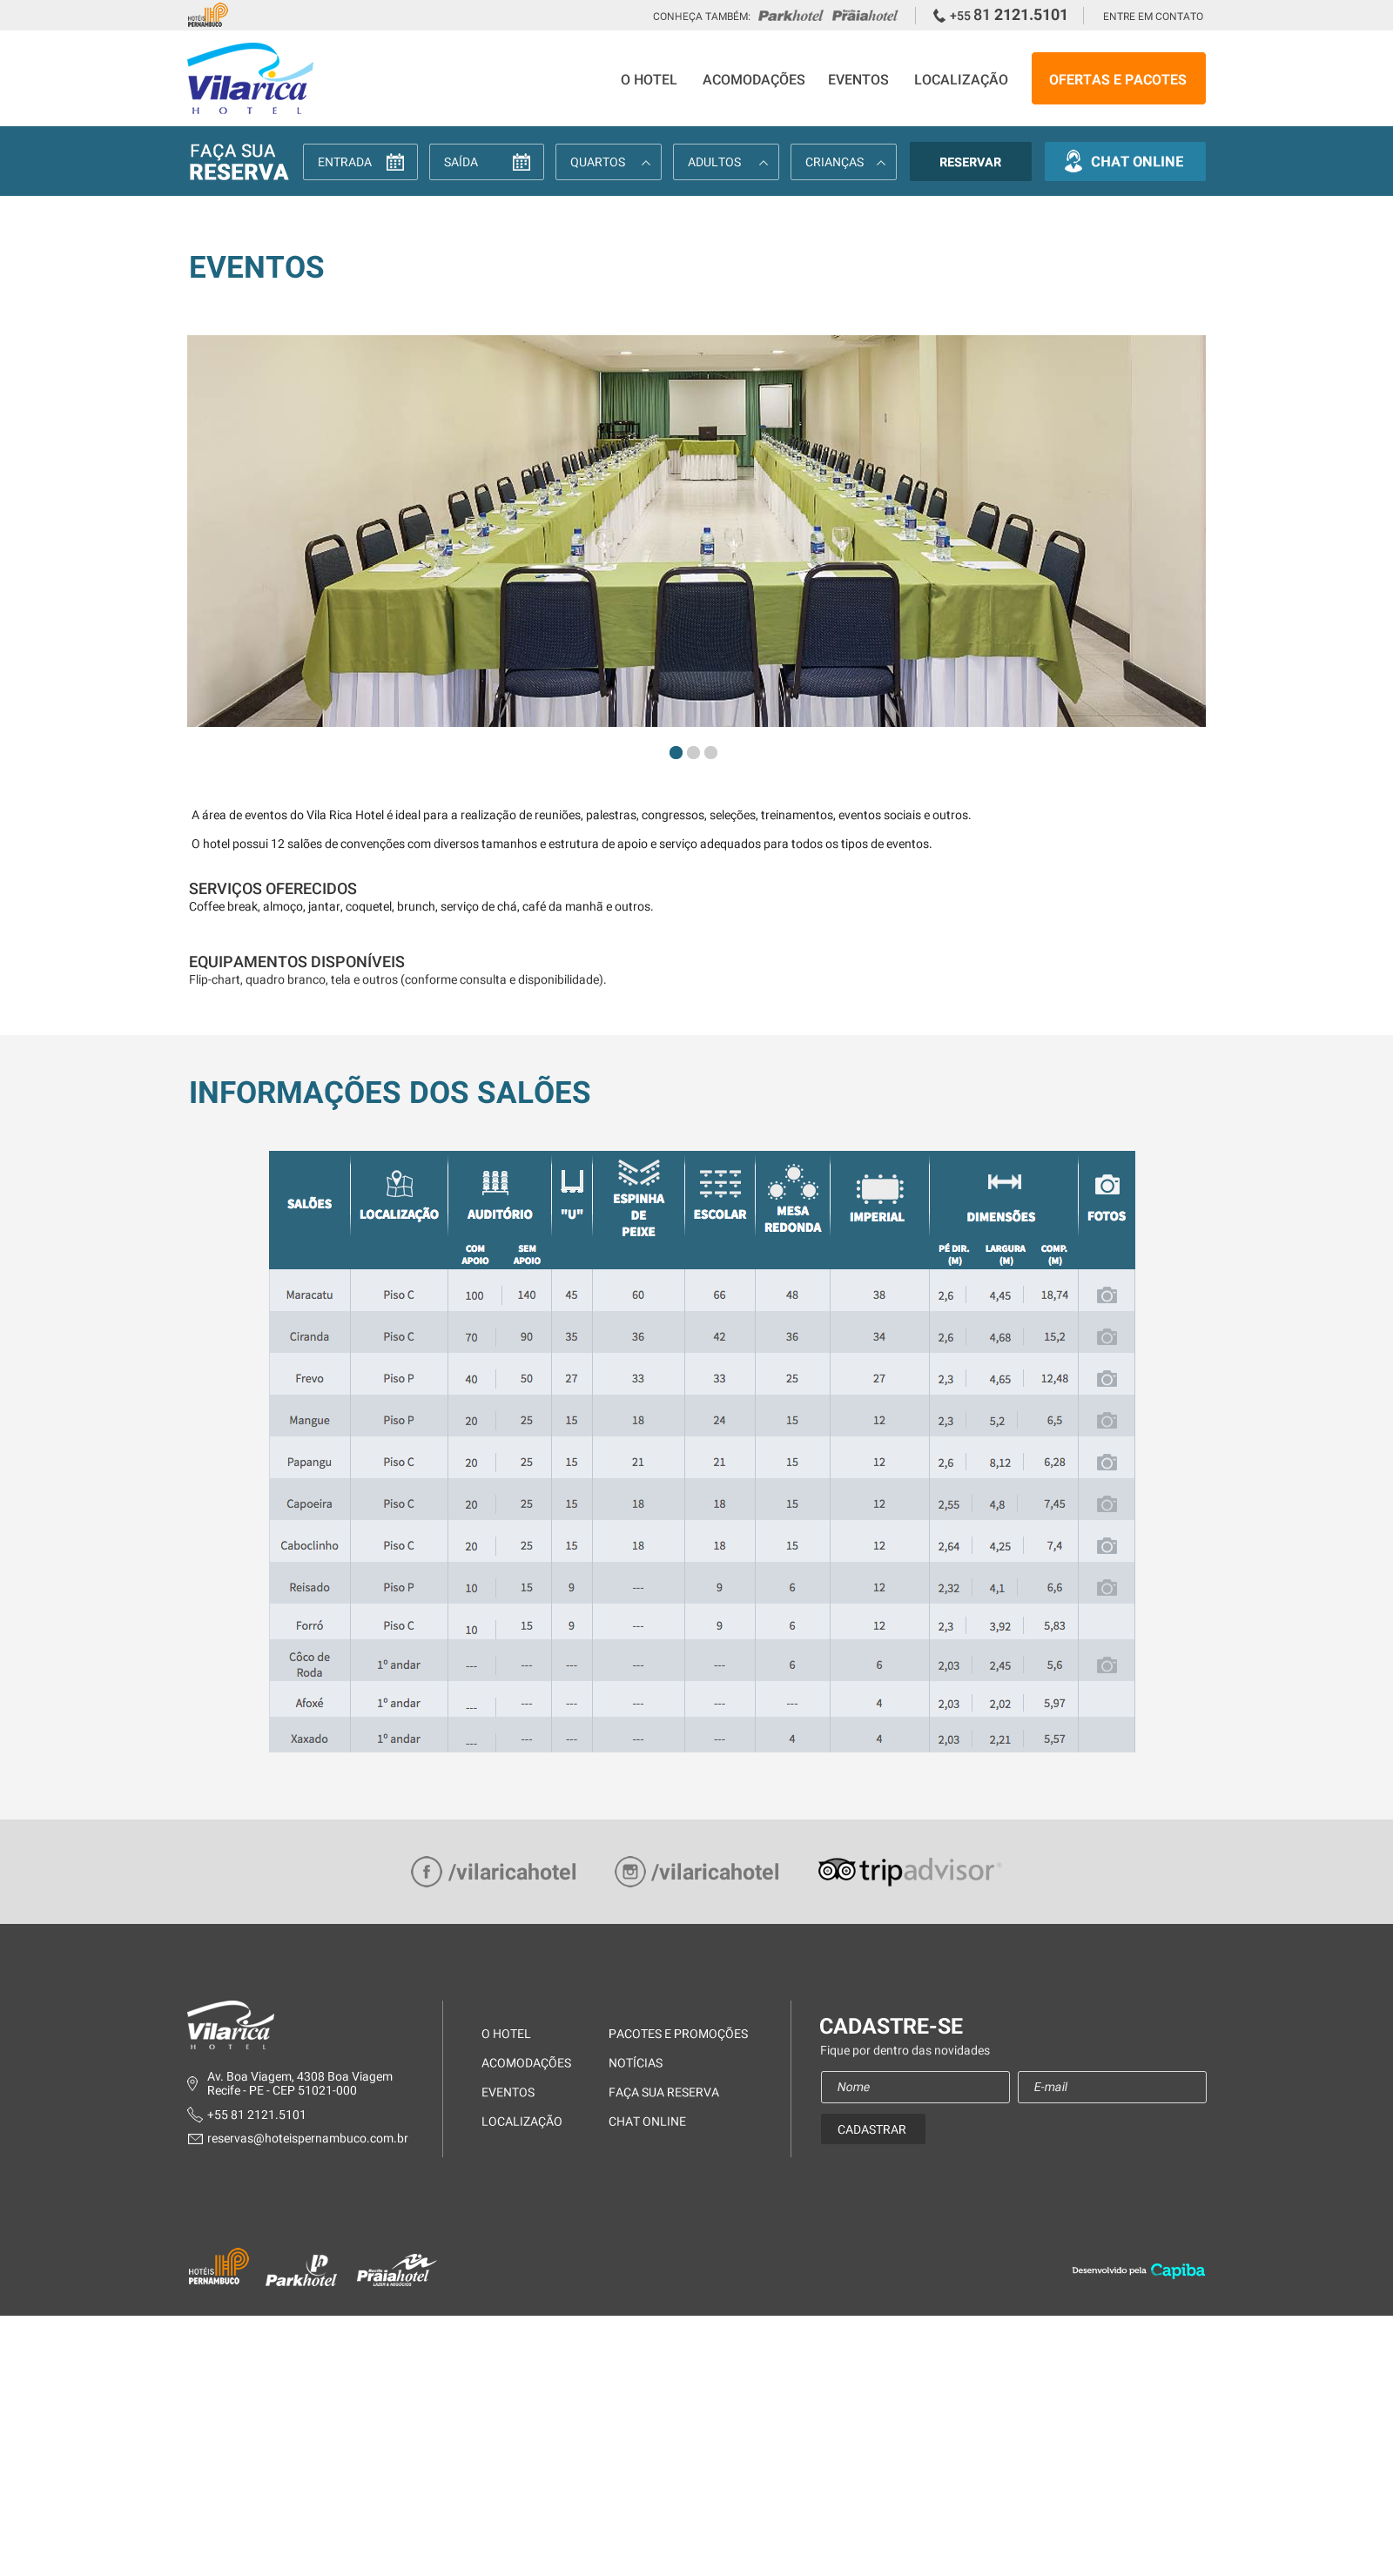 HOTÉIS HP
PERNAMBUCO
CONHEÇA TAMBÉM: Parkhotel Praiahotel +55 81 2121.5101 ENTRE EM CONTATO
Vilarica
HOTEL
O HOTEL ACOMODAÇÕES EVENTOS LOCALIZAÇÃO OFERTAS E PACOTES
FAÇA SUA
RESERVA
ENTRADA SAÍDA QUARTOS ADULTOS CRIANÇAS RESERVAR CHAT ONLINE
EVENTOS
A área de eventos do Vila Rica Hotel é ideal para a realização de reuniões, palestras, congressos, seleções, treinamentos, eventos sociais e outros.
O hotel possui 12 salões de convenções com diversos tamanhos e estrutura de apoio e serviço adequados para todos os tipos de eventos.
SERVIÇOS OFERECIDOS
Coffee break, almoço, jantar, coquetel, brunch, serviço de chá, café da manhã e outros.
EQUIPAMENTOS DISPONÍVEIS
Flip-chart, quadro branco, tela e outros (conforme consulta e disponibilidade).
INFORMAÇÕES DOS SALÕES
SALÕES LOCALIZAÇÃO AUDITÓRIO "U" ESPINHA DE PEIXE ESCOLAR MESA REDONDA IMPERIAL DIMENSÕES FOTOS
COM APOIO SEM APOIO PÉ DIR. (M) LARGURA (M) COMP. (M)
Maracatu Piso C 100 140 45 60 66 48 38 2,6 4,45 18,74
Ciranda Piso C 70 90 35 36 42 36 34 2,6 4,68 15,2
Frevo Piso P 40 50 27 33 33 25 27 2,3 4,65 12,48
Mangue Piso P 20 25 15 18 24 15 12 2,3 5,2 6,5
Papangu Piso C 20 25 15 21 21 15 12 2,6 8,12 6,28
Capoeira Piso C 20 25 15 18 18 15 12 2,55 4,8 7,45
Caboclinho Piso C 20 25 15 18 18 15 12 2,64 4,25 7,4
Reisado Piso P 10 15 9 --- 9 6 12 2,32 4,1 6,6
Forró Piso C 10 15 9 --- 9 6 12 2,3 3,92 5,83
Côco de Roda 1º andar --- --- --- --- --- 6 6 2,03 2,45 5,6
Afoxé 1º andar --- --- --- --- --- --- 4 2,03 2,02 5,97
Xaxado 1º andar --- --- --- --- --- 4 4 2,03 2,21 5,57
/vilaricahotel /vilaricahotel tripadvisor®
Vilarica
HOTEL
Av. Boa Viagem, 4308 Boa Viagem
Recife - PE - CEP 51021-000
+55 81 2121.5101
reservas@hoteispernambuco.com.br
O HOTEL
ACOMODAÇÕES
EVENTOS
LOCALIZAÇÃO
PACOTES E PROMOÇÕES
NOTÍCIAS
FAÇA SUA RESERVA
CHAT ONLINE
CADASTRE-SE
Fique por dentro das novidades
Nome E-mail
CADASTRAR
HOTÉIS HP
PERNAMBUCO
Parkhotel
Praiahotel
LAZER & NEGÓCIOS
Desenvolvido pela Capiba